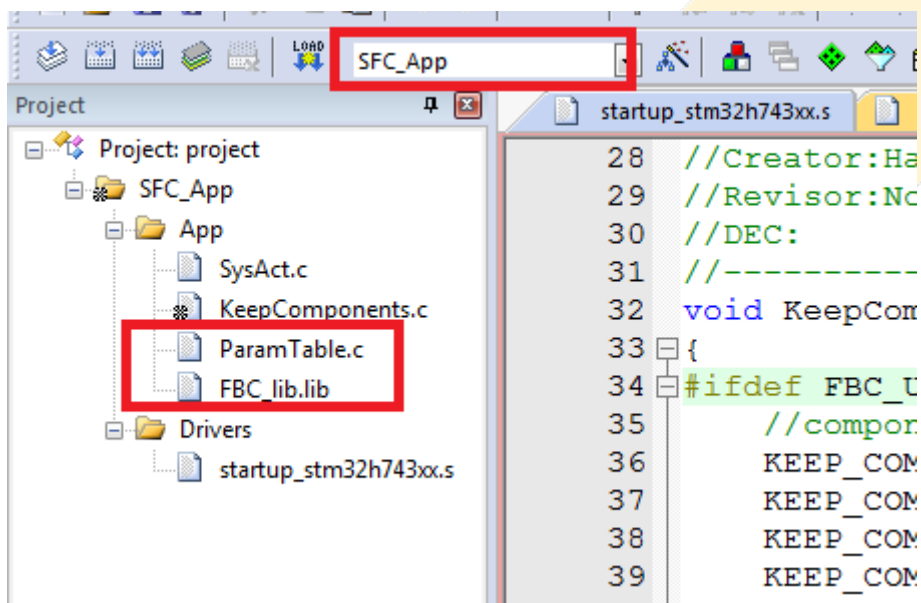 LOAD
SFC_App
Project
Project: project
SFC_App
App
SysAct.c
KeepComponents.c
ParamTable.c
FBC_lib.lib
Drivers
startup_stm32h743xx.s
startup_stm32h743xx.s
28 //Creator:Ha
29 //Revisor:No
30 //DEC:
31 //----------
32 void KeepCom
33 {
34 #ifdef FBC_U
35 //compon
36 KEEP_COM
37 KEEP_COM
38 KEEP_COM
39 KEEP_COM